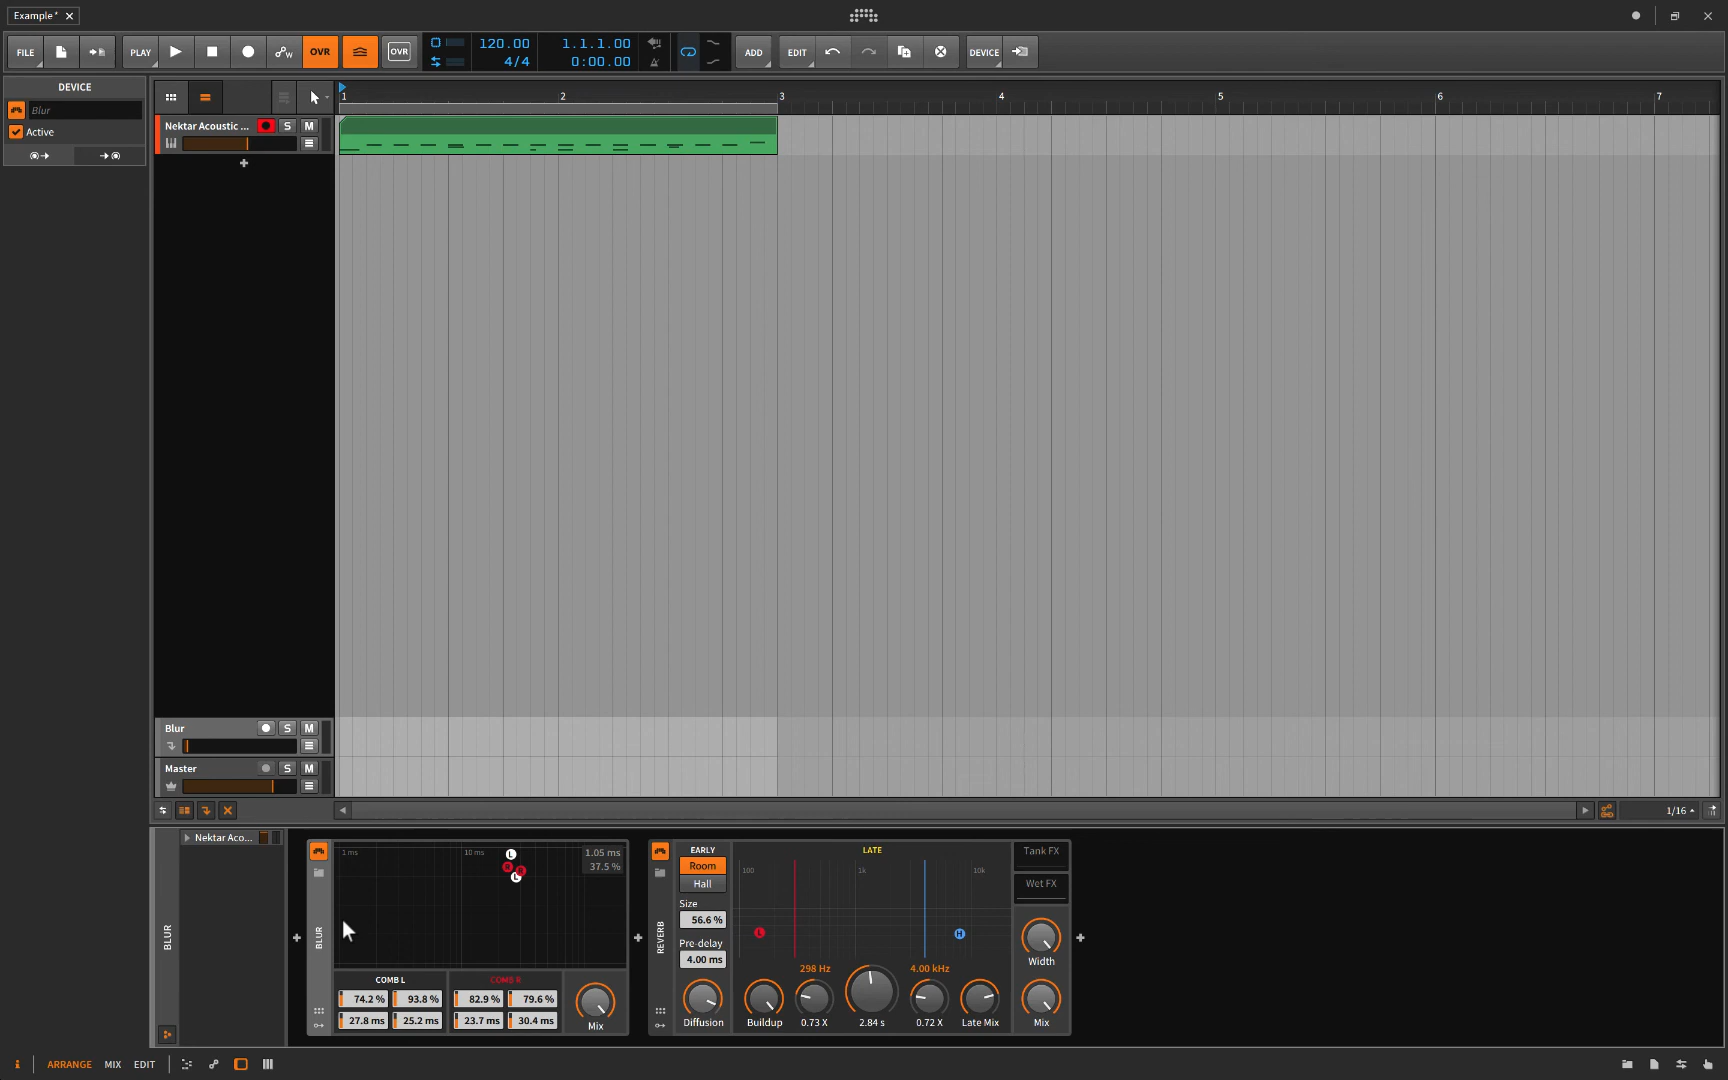 Example*
FILE
PLAY
OVR
OVR
120.00
4/4
1.1.1.00
0:00.00
ADD
EDIT
DEVICE
DEVICE
Blur
Active
1
2
3
4
5
6
7
Nektar Acoustic ...
S
M
Blur
S
M
Master
S
M
1/16
BLUR
Nektar Aco...
BLUR
1 ms
10 ms
1.05 ms
37.5 %
L
R
R
L
COMB L
74.2 %
93.8 %
27.8 ms
25.2 ms
COMB R
82.9 %
79.6 %
23.7 ms
30.4 ms
Mix
REVERB
EARLY
Room
Hall
Size
56.6 %
Pre-delay
4.00 ms
Diffusion
LATE
100
1k
10k
L
H
298 Hz
4.00 kHz
Buildup
0.73 X
2.84 s
0.72 X
Late Mix
Tank FX
Wet FX
Width
Mix
i
ARRANGE
MIX
EDIT